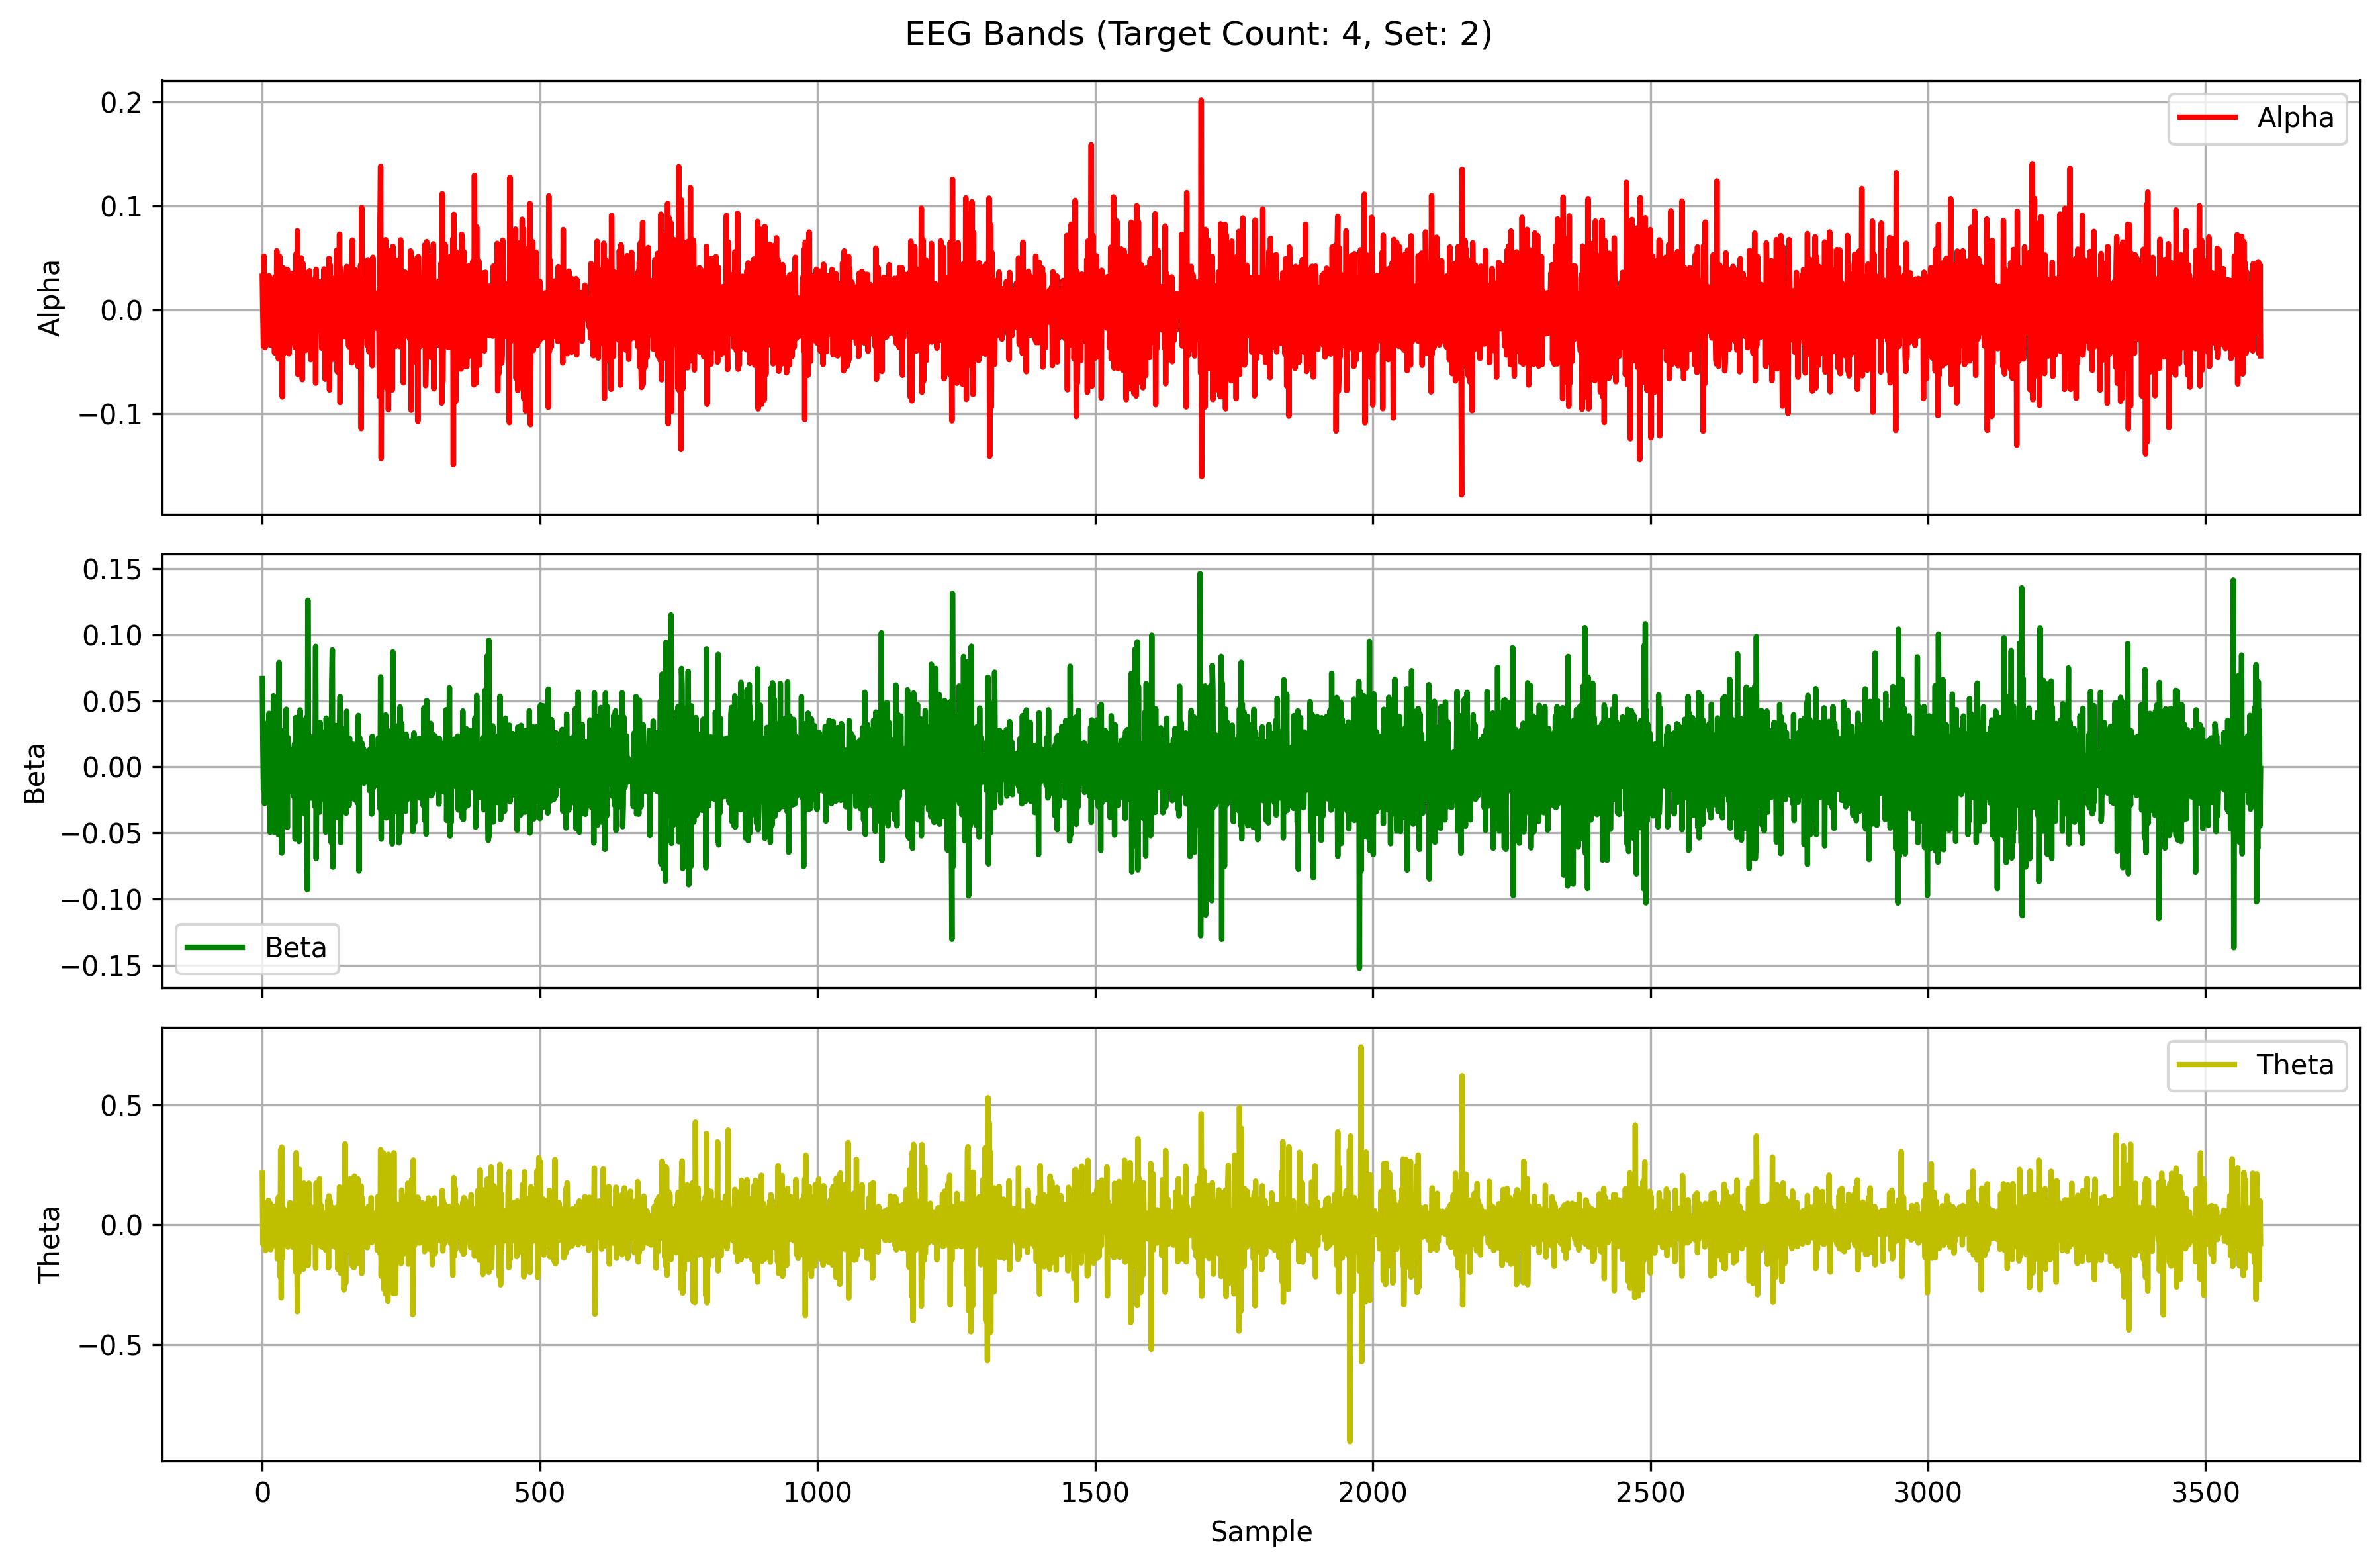 EEG Bands (Target Count: 4, Set: 2)
0.2
0.1
0.0
−0.1
Alpha
Alpha
0.15
0.10
0.05
0.00
−0.05
−0.10
−0.15
Beta
Beta
0.5
0.0
−0.5
Theta
Theta
0 500 1000 1500 2000 2500 3000 3500
Sample